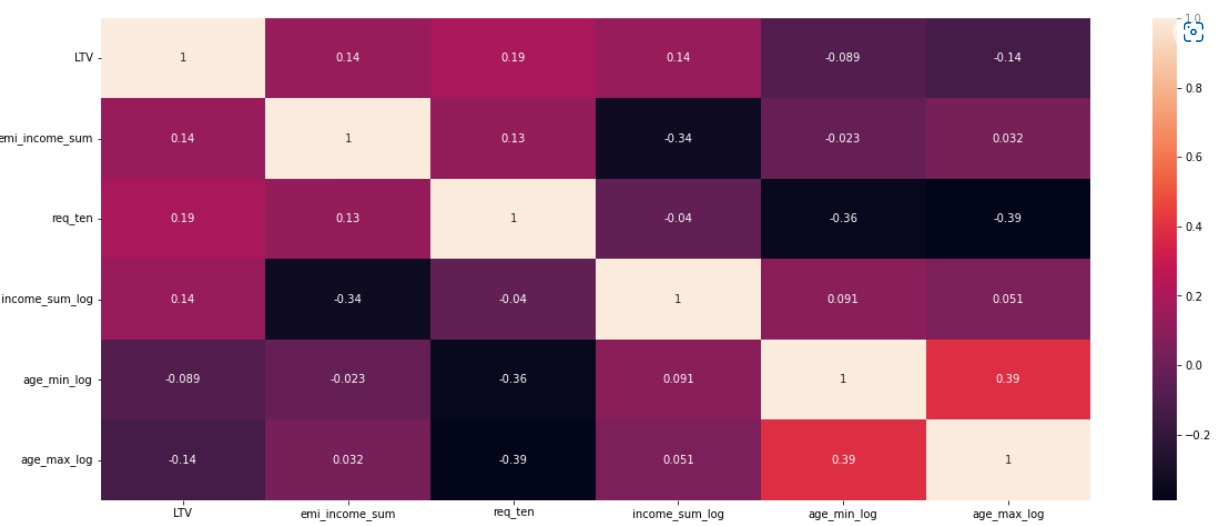 1.0
LTV 1 0.14 0.19 0.14 -0.089 -0.14
0.8
emi_income_sum 0.14 1 0.13 -0.34 -0.023 0.032
0.6
req_ten 0.19 0.13 1 -0.04 -0.36 -0.39
0.4
income_sum_log 0.14 -0.34 -0.04 1 0.091 0.051
0.2
0.0
age_min_log -0.089 -0.023 -0.36 0.091 1 0.39
−0.2
age_max_log -0.14 0.032 -0.39 0.051 0.39 1
LTV emi_income_sum req_ten income_sum_log age_min_log age_max_log